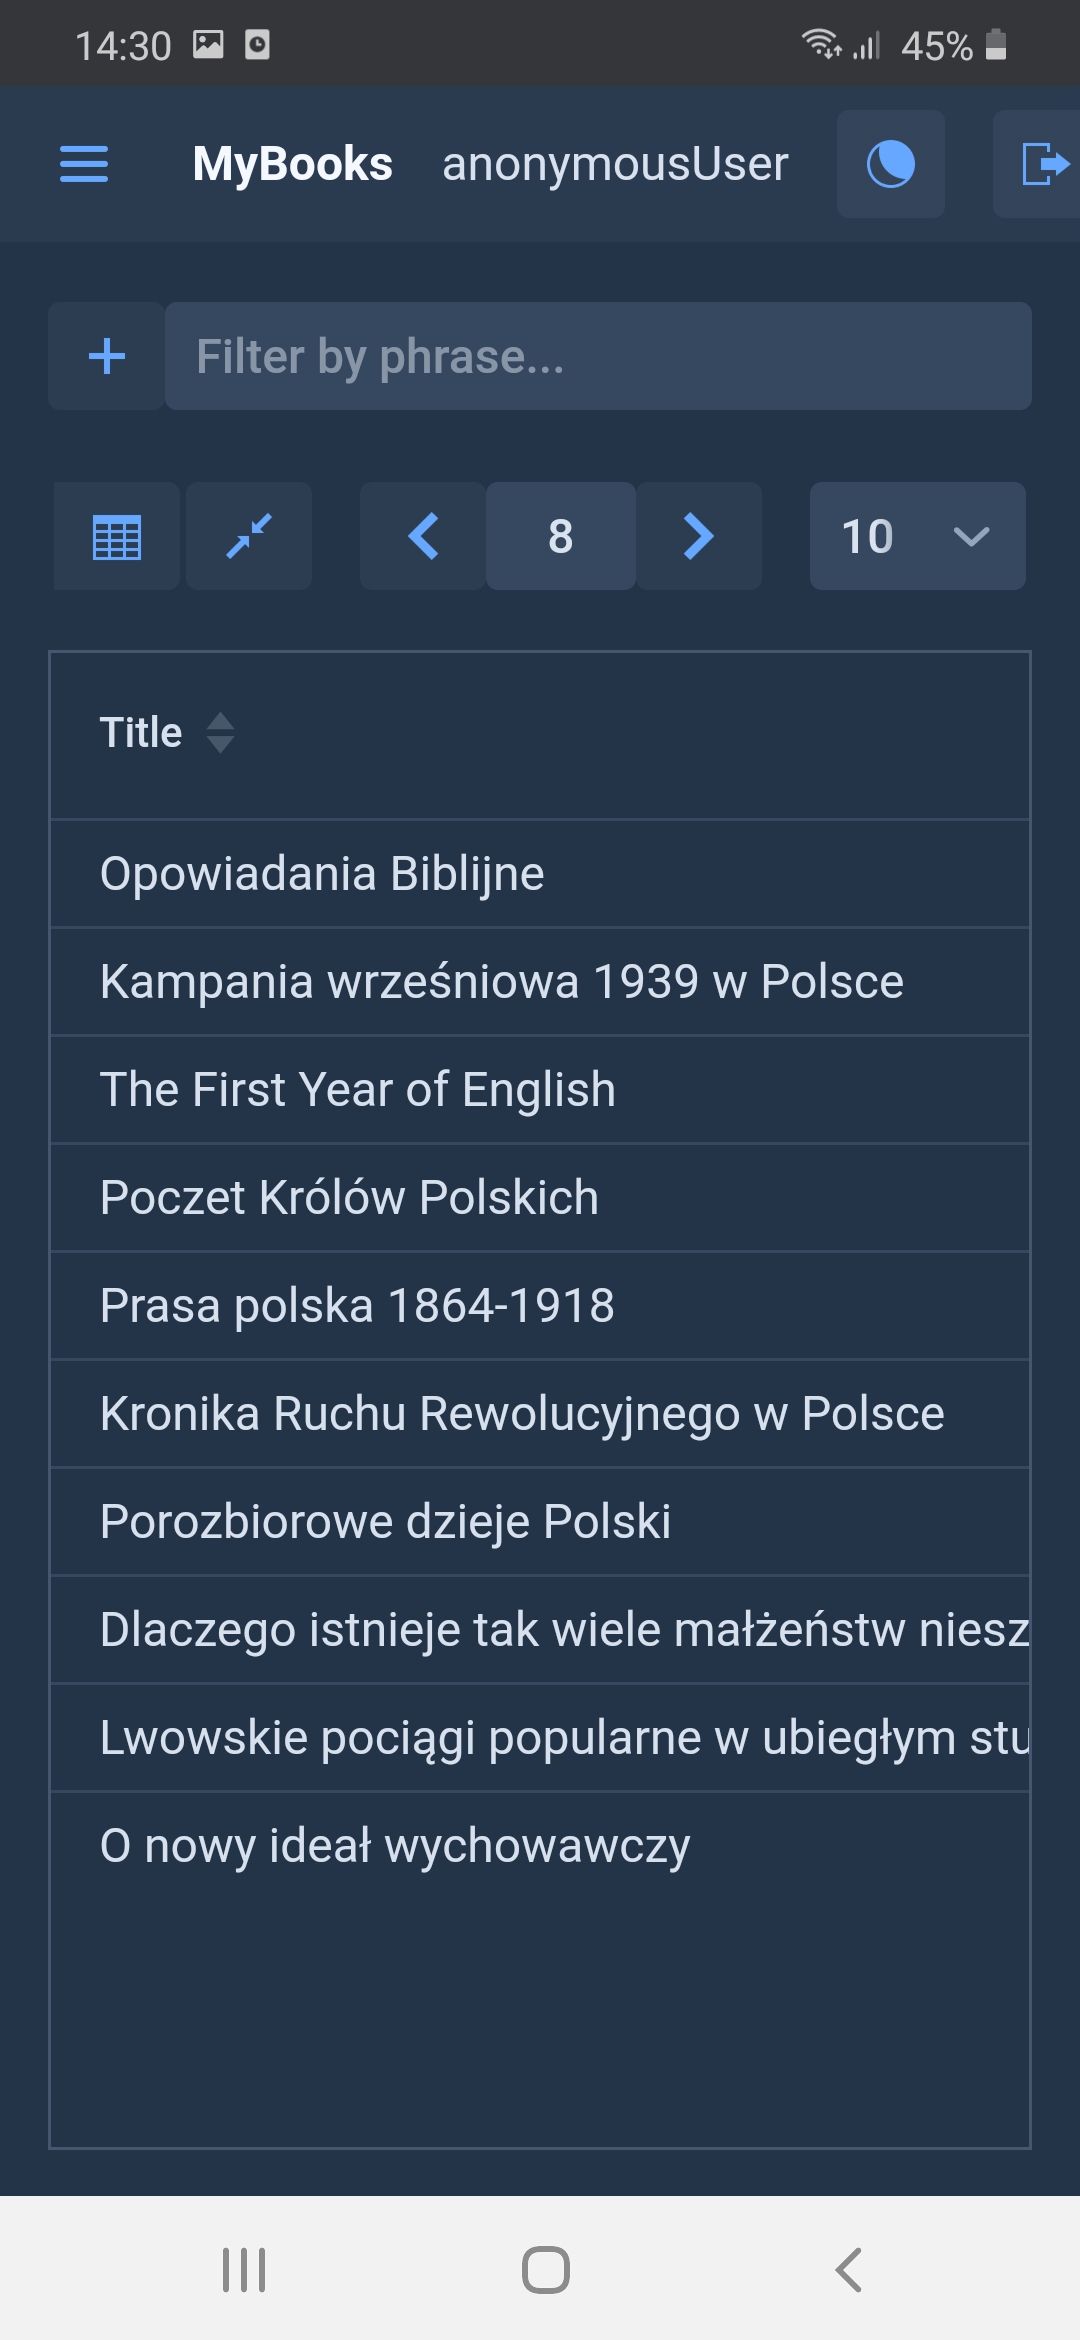 14:30 45%
MyBooks anonymousUser
Filter by phrase...
8 10
Title
Opowiadania Biblijne
Kampania wrześniowa 1939 w Polsce
The First Year of English
Poczet Królów Polskich
Prasa polska 1864-1918
Kronika Ruchu Rewolucyjnego w Polsce
Porozbiorowe dzieje Polski
Dlaczego istnieje tak wiele małżeństw niesz
Lwowskie pociągi popularne w ubiegłym stu
O nowy ideał wychowawczy